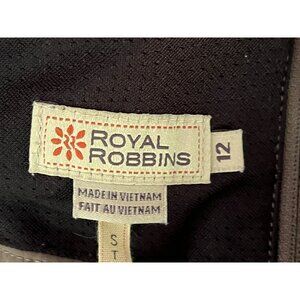 ROYAL
ROBBINS
12
MADE IN VIETNAM
FAIT AU VIETNAM
S T